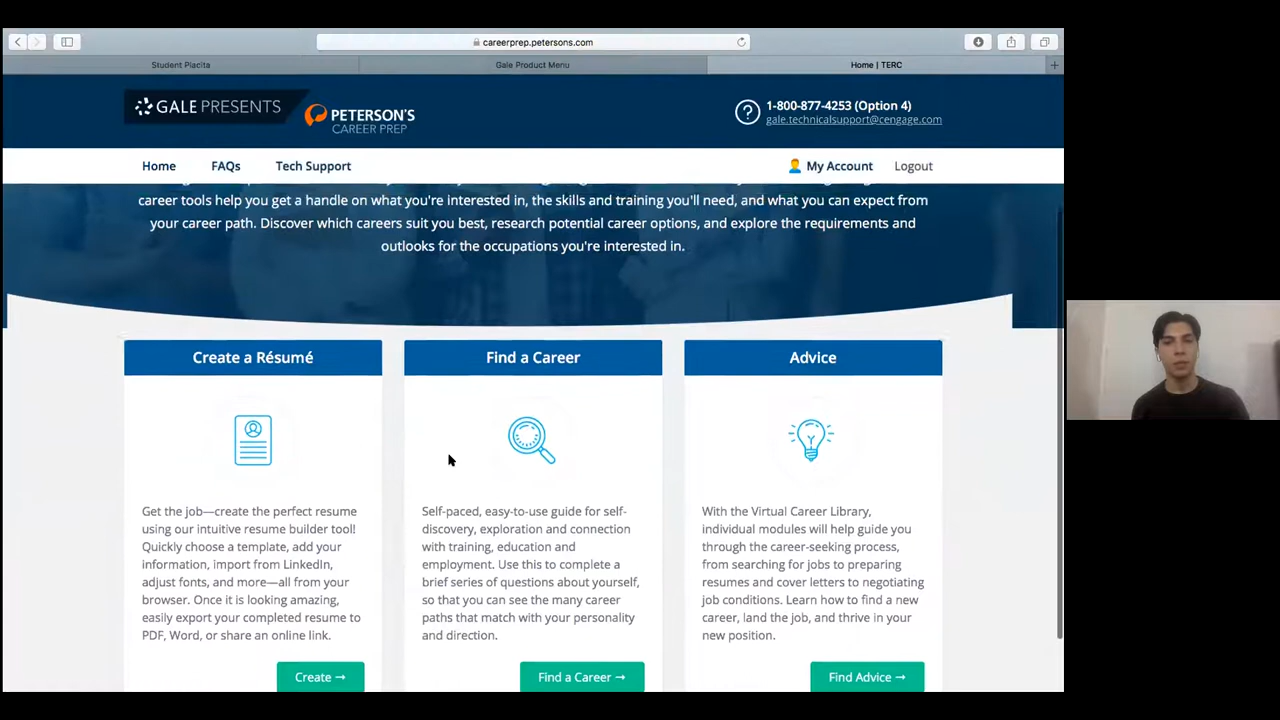 careerprep.petersons.com
Student Placita
Gale Product Menu
Home | TERC
GALE PRESENTS
PETERSON'S
CAREER PREP
1-800-877-4253 (Option 4)
gale.technicalsupport@cengage.com
Home
FAQs
Tech Support
My Account
Logout
career tools help you get a handle on what you're interested in, the skills and training you'll need, and what you can expect from
your career path. Discover which careers suit you best, research potential career options, and explore the requirements and
outlooks for the occupations you're interested in.
Create a Résumé
Get the job—create the perfect resume
using our intuitive resume builder tool!
Quickly choose a template, add your
information, import from LinkedIn,
adjust fonts, and more—all from your
browser. Once it is looking amazing,
easily export your completed resume to
PDF, Word, or share an online link.
Create →
Find a Career
Self-paced, easy-to-use guide for self-
discovery, exploration and connection
with training, education and
employment. Use this to complete a
brief series of questions about yourself,
so that you can see the many career
paths that match with your personality
and direction.
Find a Career →
Advice
With the Virtual Career Library,
individual modules will help guide you
through the career-seeking process,
from searching for jobs to preparing
resumes and cover letters to negotiating
job conditions. Learn how to find a new
career, land the job, and thrive in your
new position.
Find Advice →